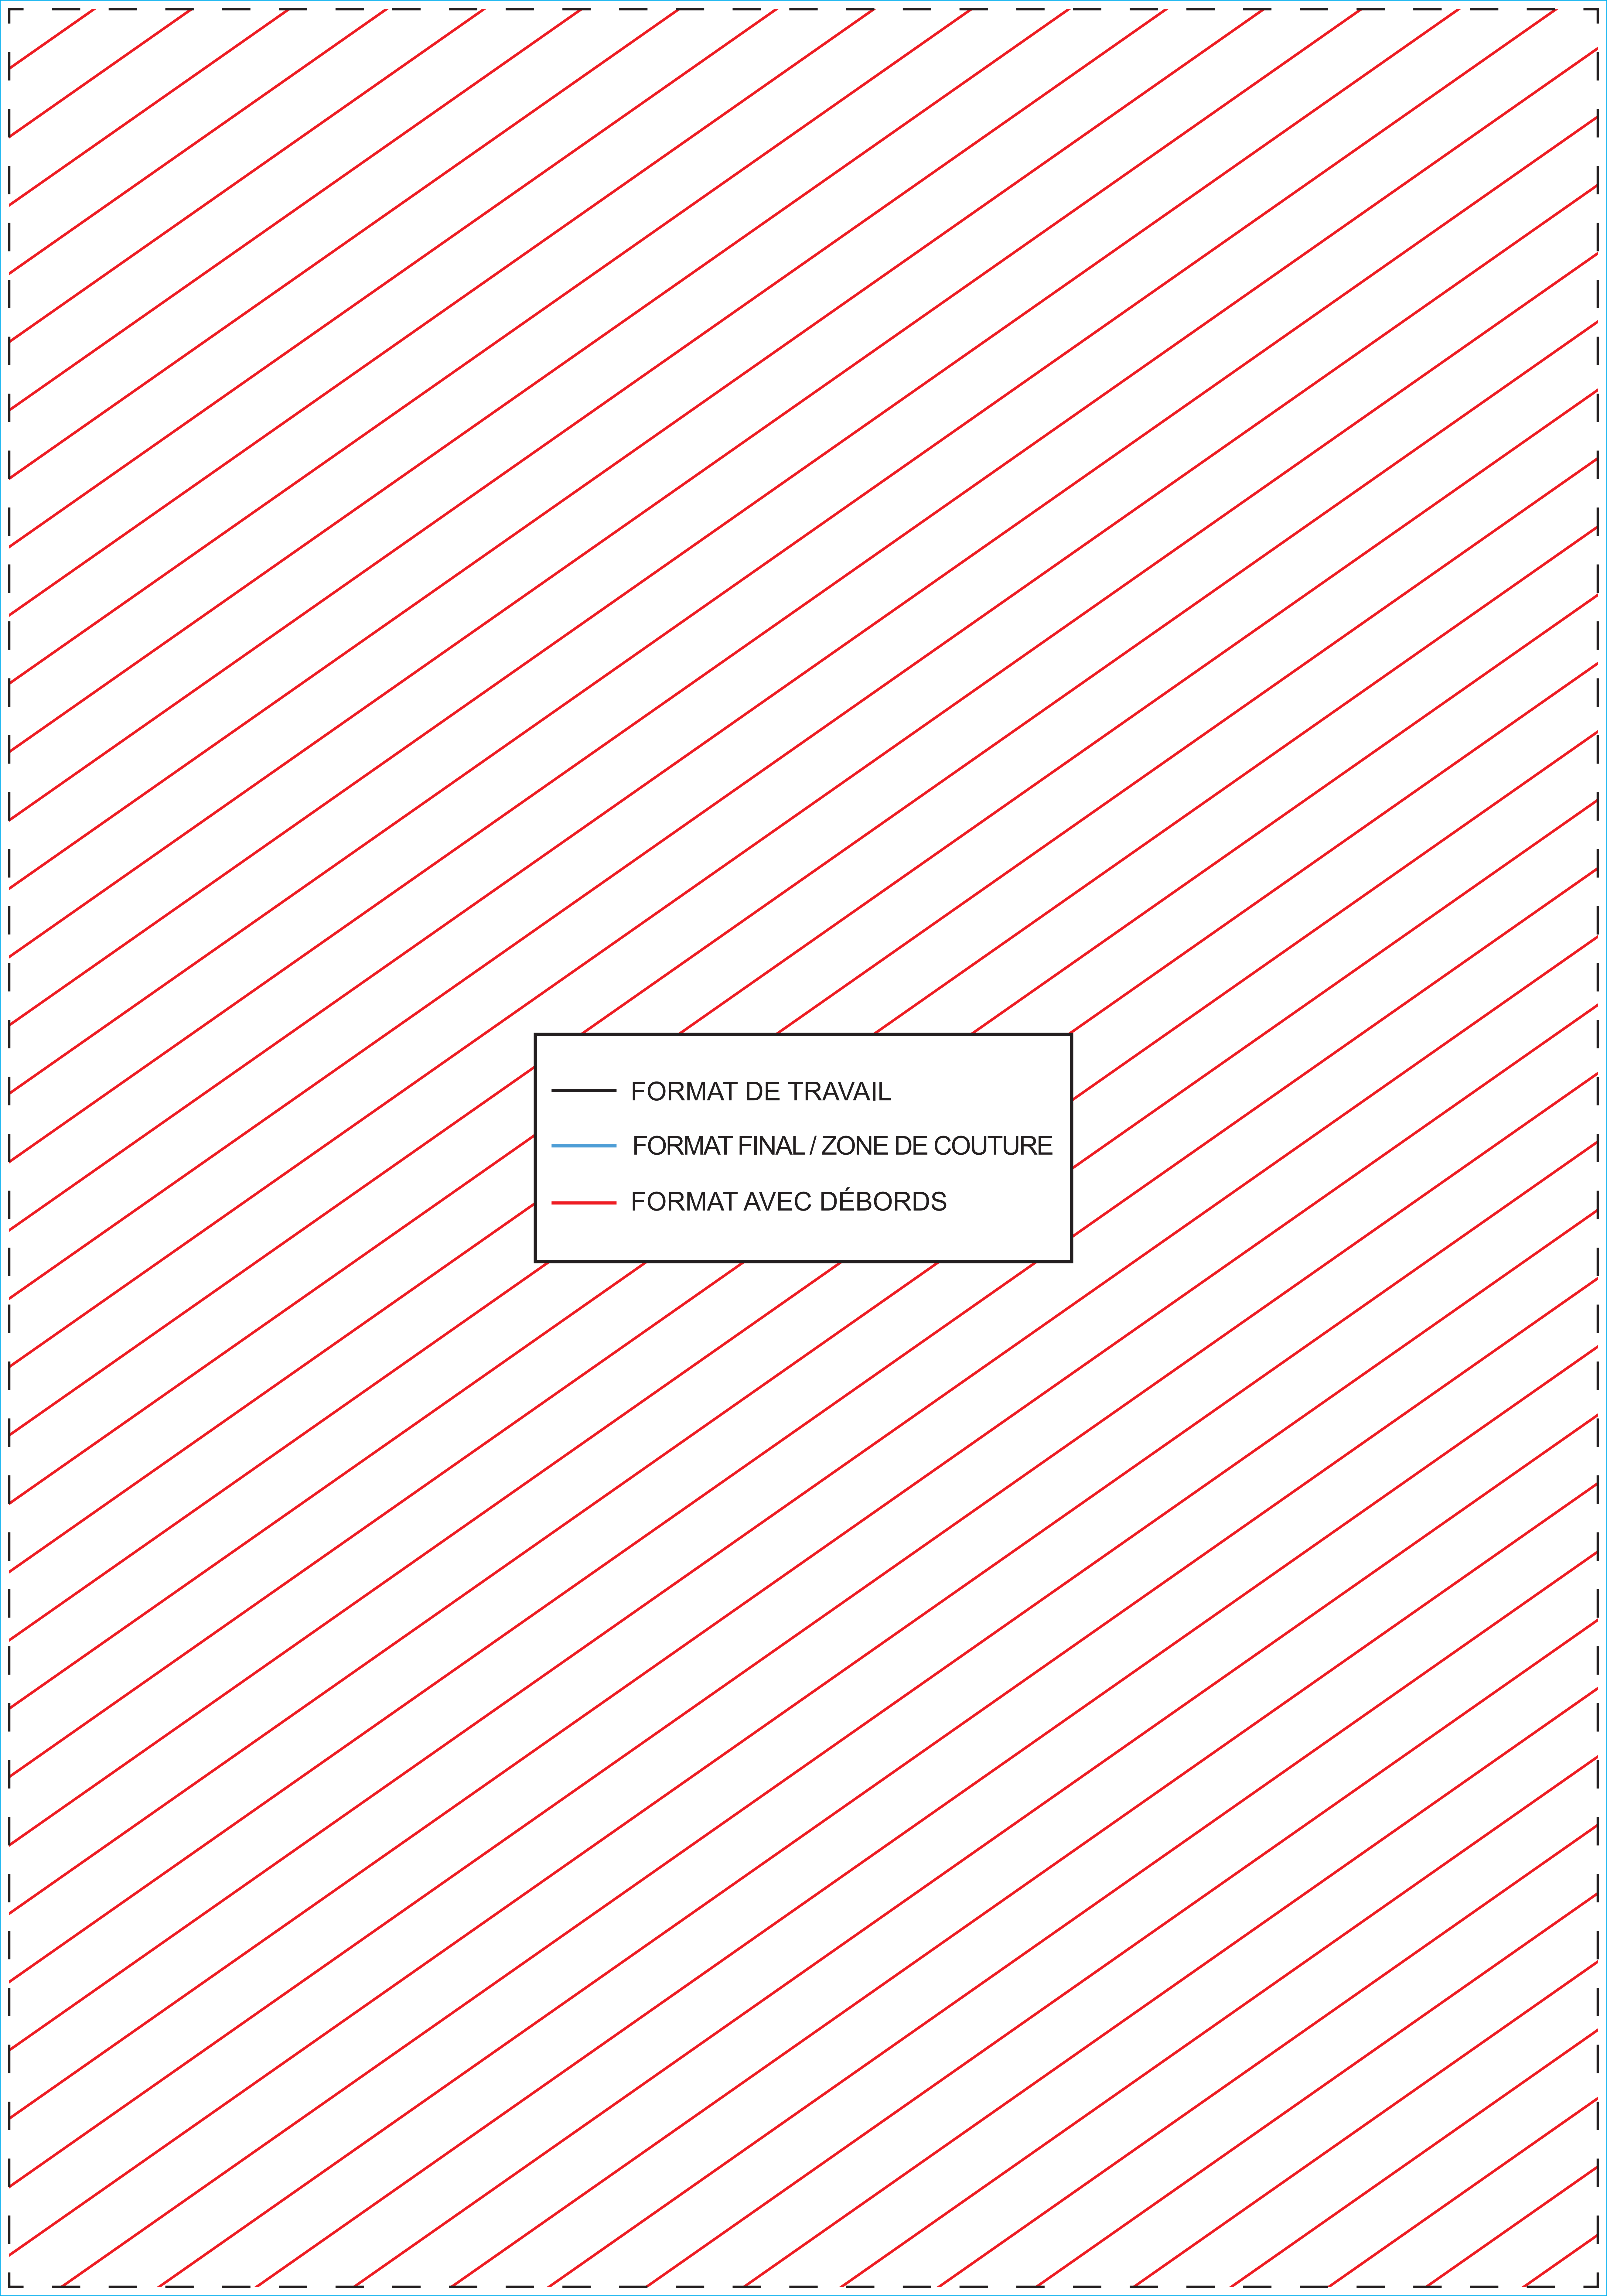 FORMAT DE TRAVAIL
FORMAT FINAL / ZONE DE COUTURE
FORMAT AVEC DÉBORDS